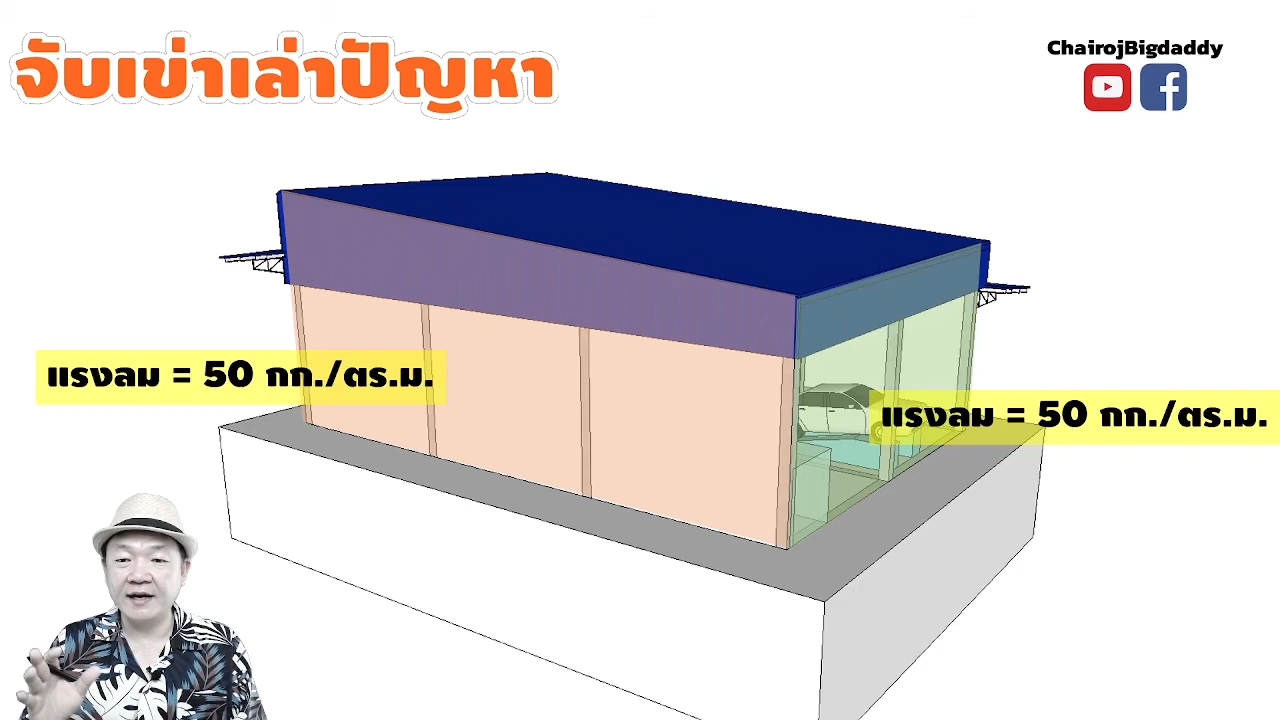 จับเข่าเล่าปัญหา
ChairojBigdaddy
แรงลม = 50 กก./ตร.ม.
แรงลม = 50 กก./ตร.ม.